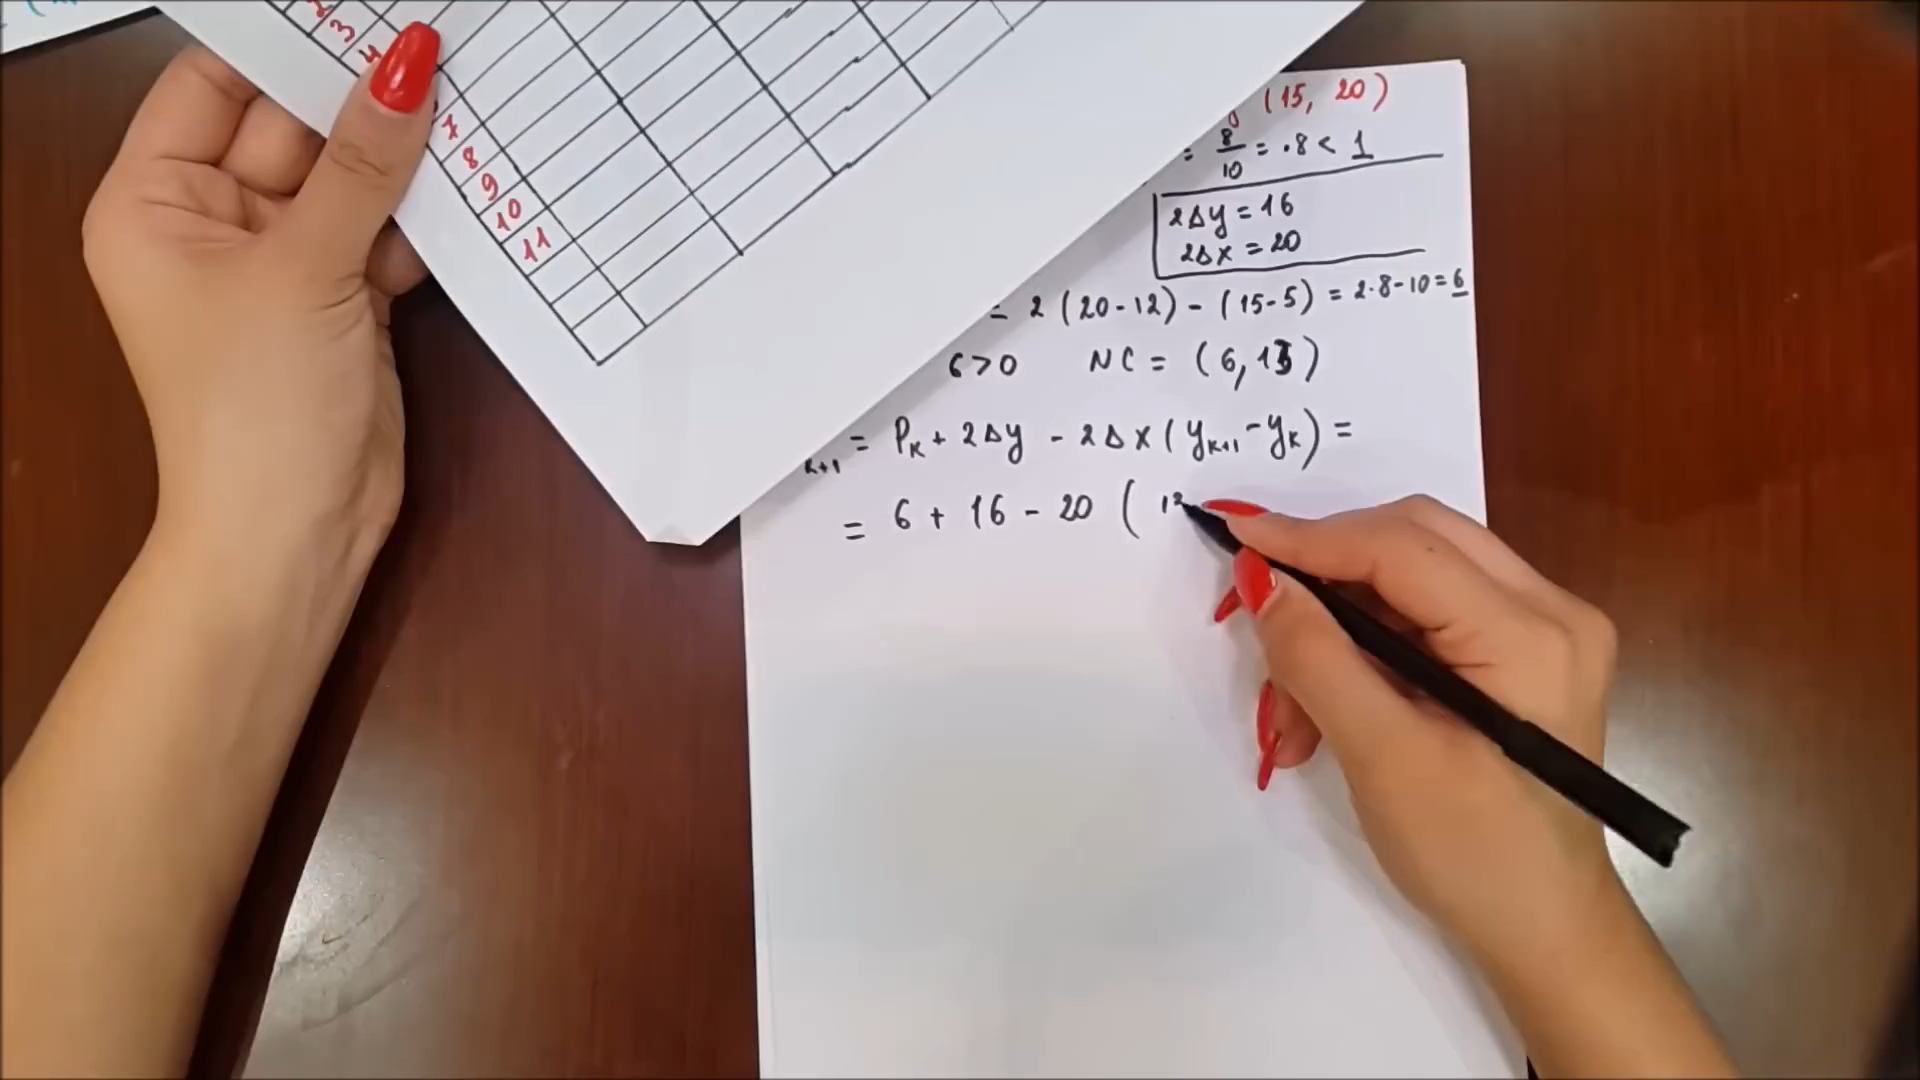 2
3
4
7
8
9
10
11
(15, 20)
= 8/10 = .8 < 1
2Δy = 16
2Δx = 20
= 2 (20-12) - (15-5) = 2·8-10=6
6>0 NC = (6, 13)
k+1 = Pk + 2Δy - 2Δx (yk+1 - yk) =
= 6 + 16 - 20 (